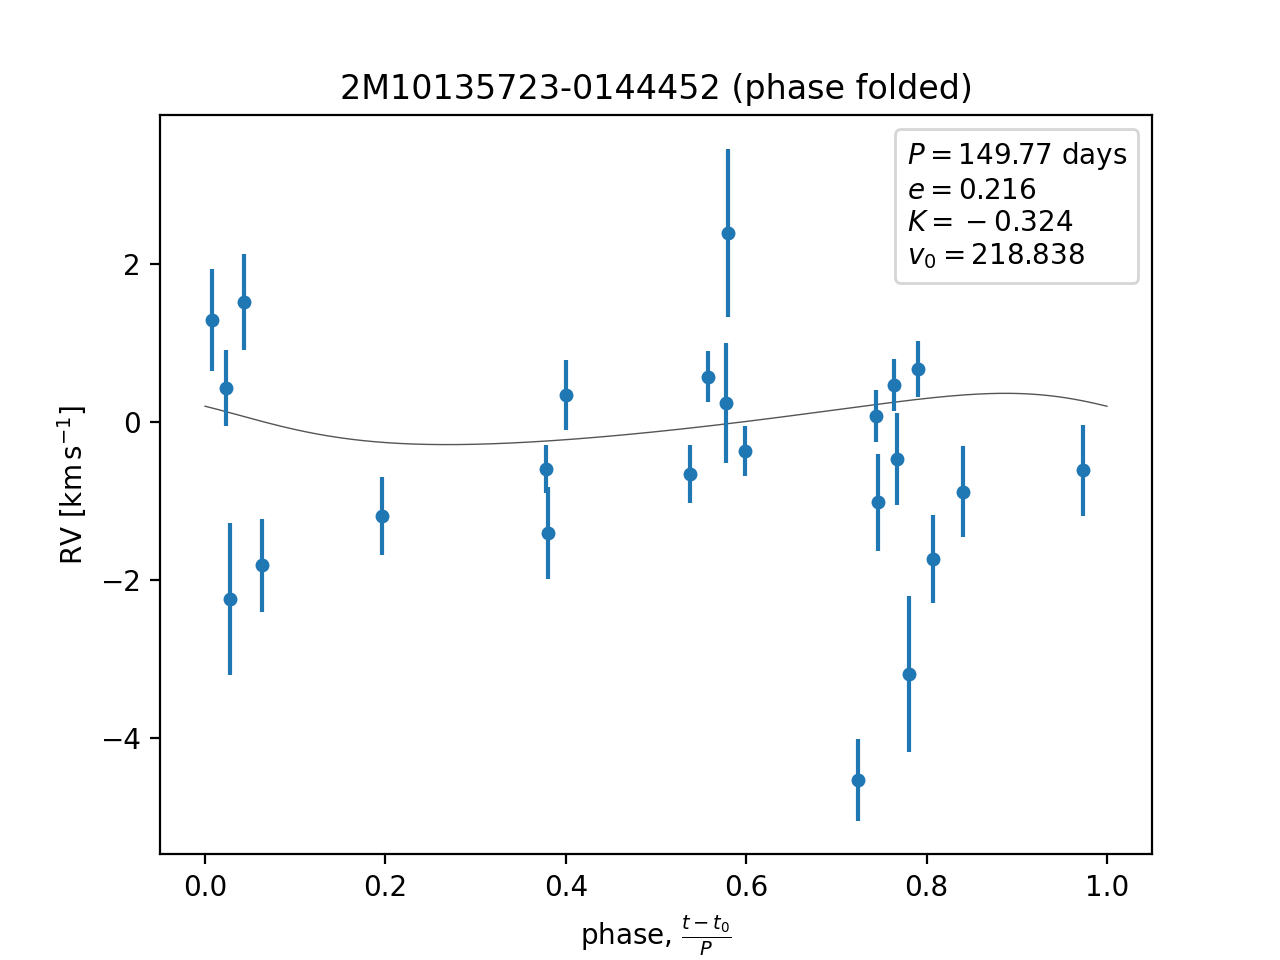 2M10135723-0144452 (phase folded)
P = 149.77 days
e = 0.216
K = −0.324
v₀ = 218.838
RV [km s⁻¹]
2
0
−2
−4
0.0 0.2 0.4 0.6 0.8 1.0
phase, (t − t₀)/P